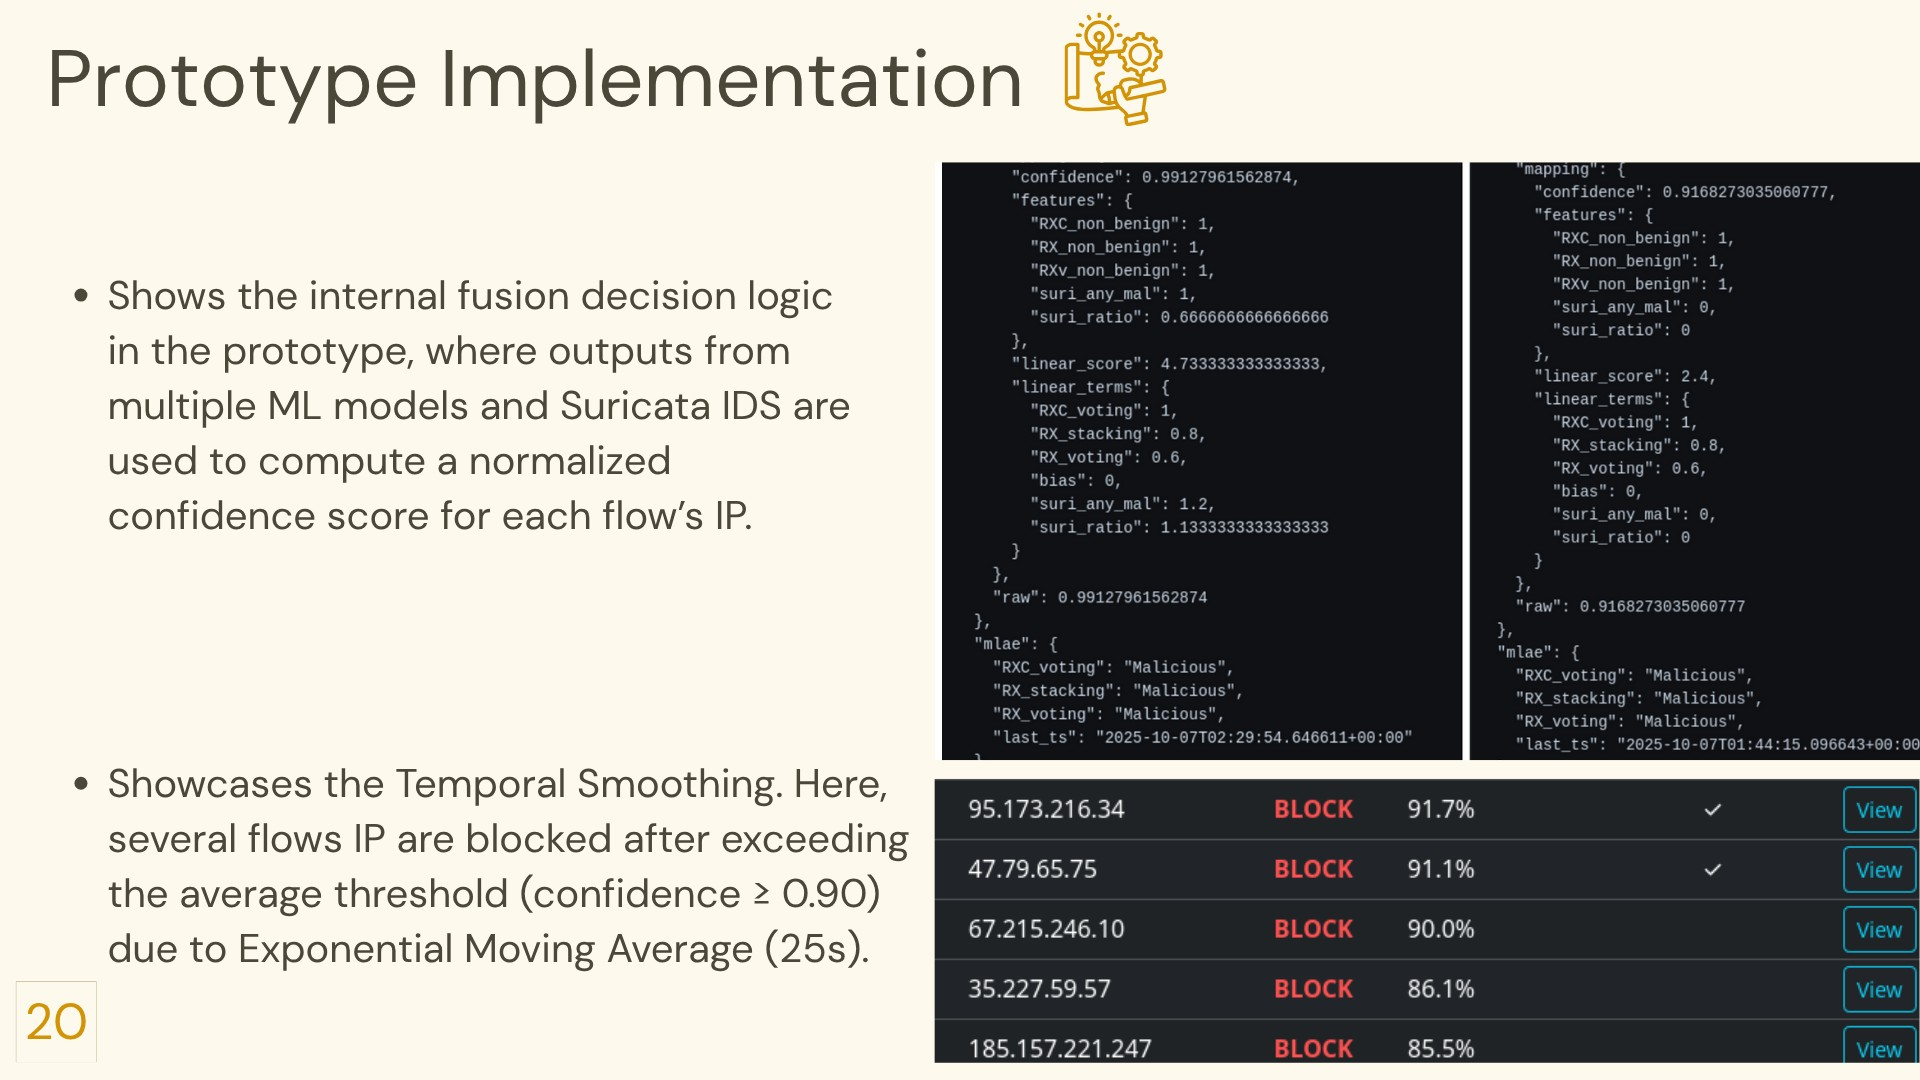 Prototype Implementation
• Shows the internal fusion decision logic
in the prototype, where outputs from
multiple ML models and Suricata IDS are
used to compute a normalized
confidence score for each flow’s IP.
• Showcases the Temporal Smoothing. Here,
several flows IP are blocked after exceeding
the average threshold (confidence ≥ 0.90)
due to Exponential Moving Average (25s).
20
"confidence": 0.99127961562874,
"features": {
"RXC_non_benign": 1,
"RX_non_benign": 1,
"RXv_non_benign": 1,
"suri_any_mal": 1,
"suri_ratio": 0.6666666666666666
},
"linear_score": 4.733333333333333,
"linear_terms": {
"RXC_voting": 1,
"RX_stacking": 0.8,
"RX_voting": 0.6,
"bias": 0,
"suri_any_mal": 1.2,
"suri_ratio": 1.1333333333333333
}
},
"raw": 0.99127961562874
},
"mlae": {
"RXC_voting": "Malicious",
"RX_stacking": "Malicious",
"RX_voting": "Malicious",
"last_ts": "2025-10-07T02:29:54.646611+00:00"
}
"mapping": {
"confidence": 0.9168273035060777,
"features": {
"RXC_non_benign": 1,
"RX_non_benign": 1,
"RXv_non_benign": 1,
"suri_any_mal": 0,
"suri_ratio": 0
},
"linear_score": 2.4,
"linear_terms": {
"RXC_voting": 1,
"RX_stacking": 0.8,
"RX_voting": 0.6,
"bias": 0,
"suri_any_mal": 0,
"suri_ratio": 0
}
},
"raw": 0.9168273035060777
},
"mlae": {
"RXC_voting": "Malicious",
"RX_stacking": "Malicious",
"RX_voting": "Malicious",
"last_ts": "2025-10-07T01:44:15.096643+00:00
95.173.216.34 BLOCK 91.7% ✓ View
47.79.65.75 BLOCK 91.1% ✓ View
67.215.246.10 BLOCK 90.0% View
35.227.59.57 BLOCK 86.1% View
185.157.221.247 BLOCK 85.5% View